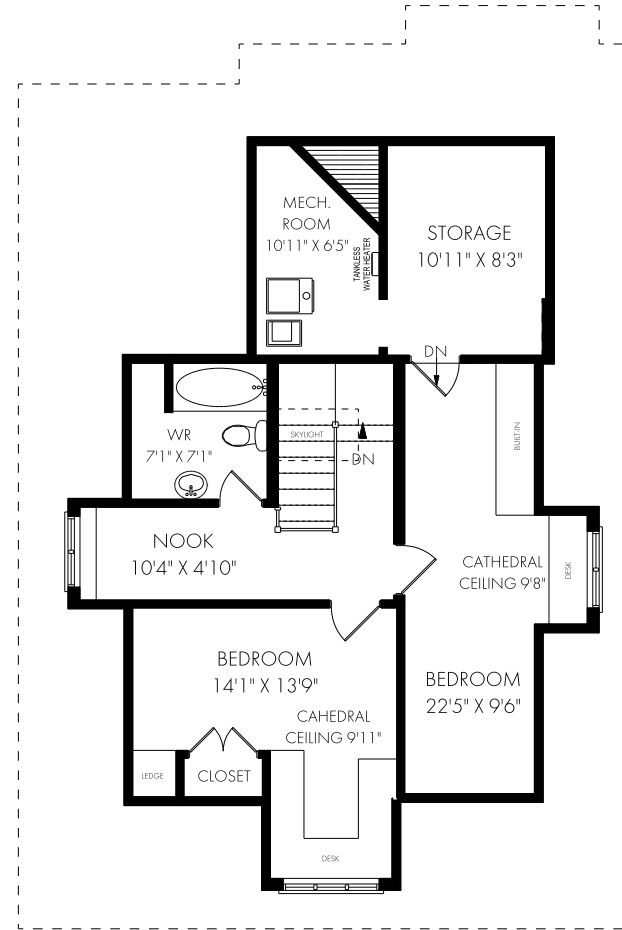 MECH.
ROOM
10'11" X 6'5"
TANKLESS
WATER HEATER
STORAGE
10'11" X 8'3"
DN
WR
7'1" X 7'1"
SKYLIGHT
DN
BUILT-IN
NOOK
10'4" X 4'10"
CATHEDRAL
CEILING 9'8"
DESK
BEDROOM
14'1" X 13'9"
CAHEDRAL
CEILING 9'11"
BEDROOM
22'5" X 9'6"
LEDGE
CLOSET
DESK